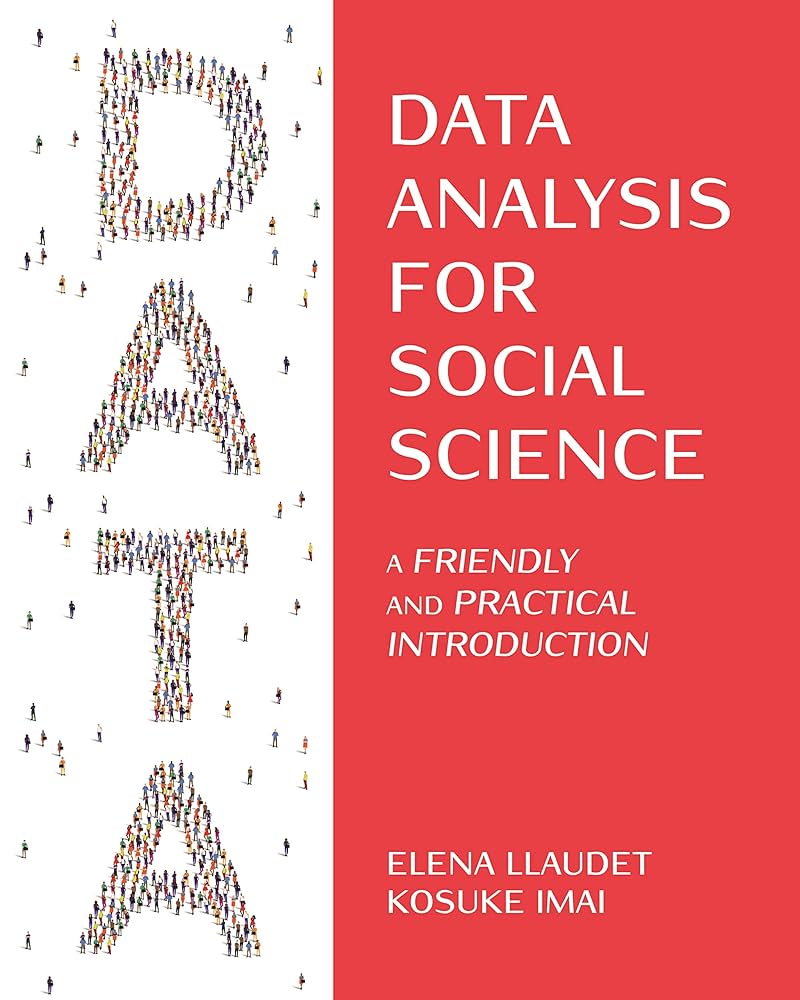 DATA
DATA
ANALYSIS
FOR
SOCIAL
SCIENCE
A FRIENDLY
AND PRACTICAL
INTRODUCTION
ELENA LLAUDET
KOSUKE IMAI